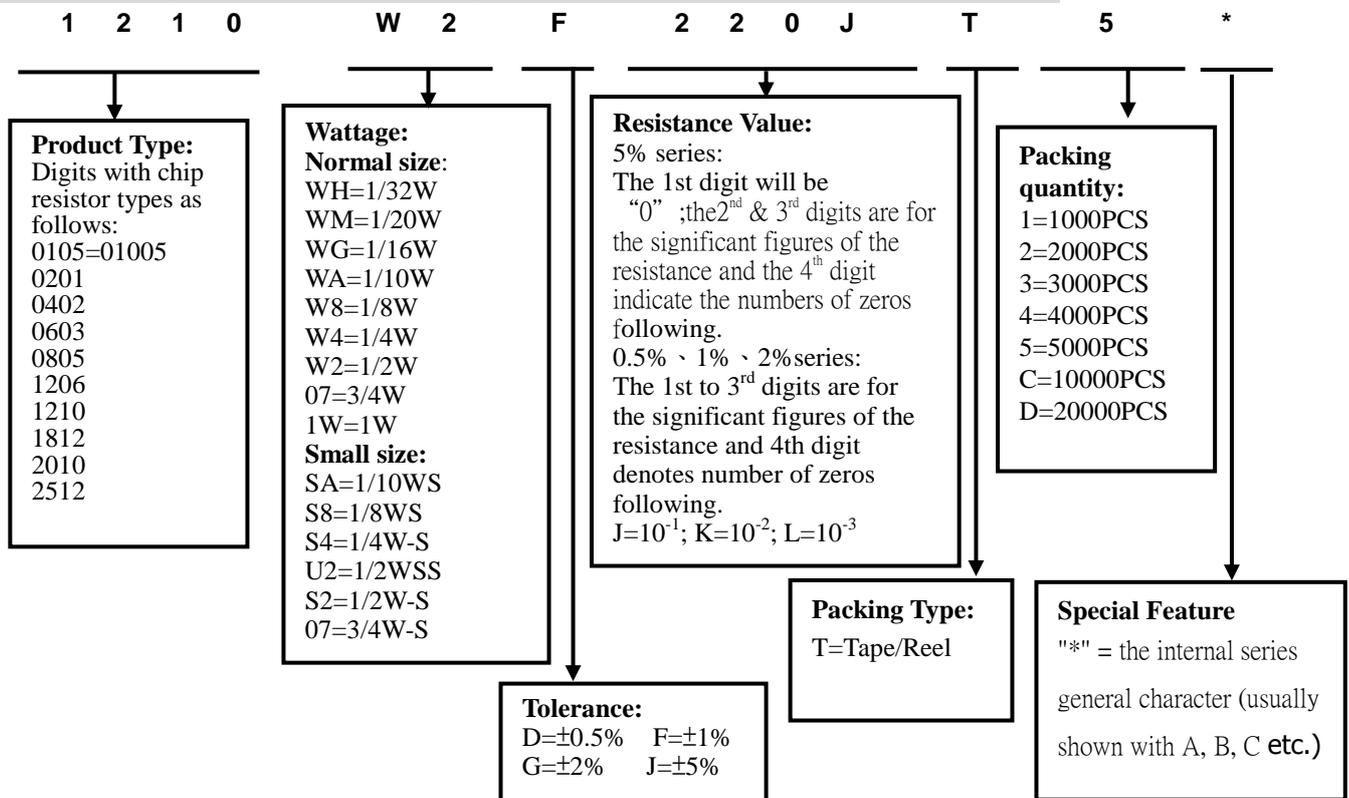 1 2 1 0 W 2 F 2 2 0 J T 5 *
Product Type:
Digits with chip
resistor types as
follows:
0105=01005
0201
0402
0603
0805
1206
1210
1812
2010
2512
Wattage:
Normal size:
WH=1/32W
WM=1/20W
WG=1/16W
WA=1/10W
W8=1/8W
W4=1/4W
W2=1/2W
07=3/4W
1W=1W
Small size:
SA=1/10WS
S8=1/8WS
S4=1/4W-S
U2=1/2WSS
S2=1/2W-S
07=3/4W-S
Tolerance:
D=±0.5% F=±1%
G=±2% J=±5%
Resistance Value:
5% series:
The 1st digit will be
“0” ;the2nd & 3rd digits are for
the significant figures of the
resistance and the 4th digit
indicate the numbers of zeros
following.
0.5%、1%、2%series:
The 1st to 3rd digits are for
the significant figures of the
resistance and 4th digit
denotes number of zeros
following.
J=10-1; K=10-2; L=10-3
Packing Type:
T=Tape/Reel
Packing
quantity:
1=1000PCS
2=2000PCS
3=3000PCS
4=4000PCS
5=5000PCS
C=10000PCS
D=20000PCS
Special Feature
"*" = the internal series
general character (usually
shown with A, B, C etc.)